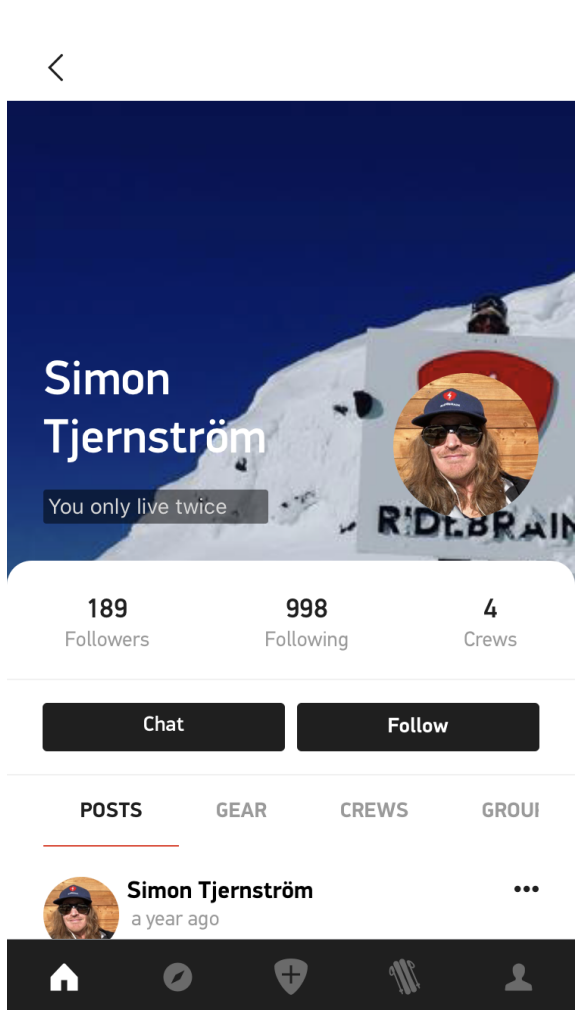 Simon
Tjernström
You only live twice
RIDEBRAIN
189
998
4
Followers
Following
Crews
Chat
Follow
POSTS
GEAR
CREWS
GROUP
Simon Tjernström
a year ago